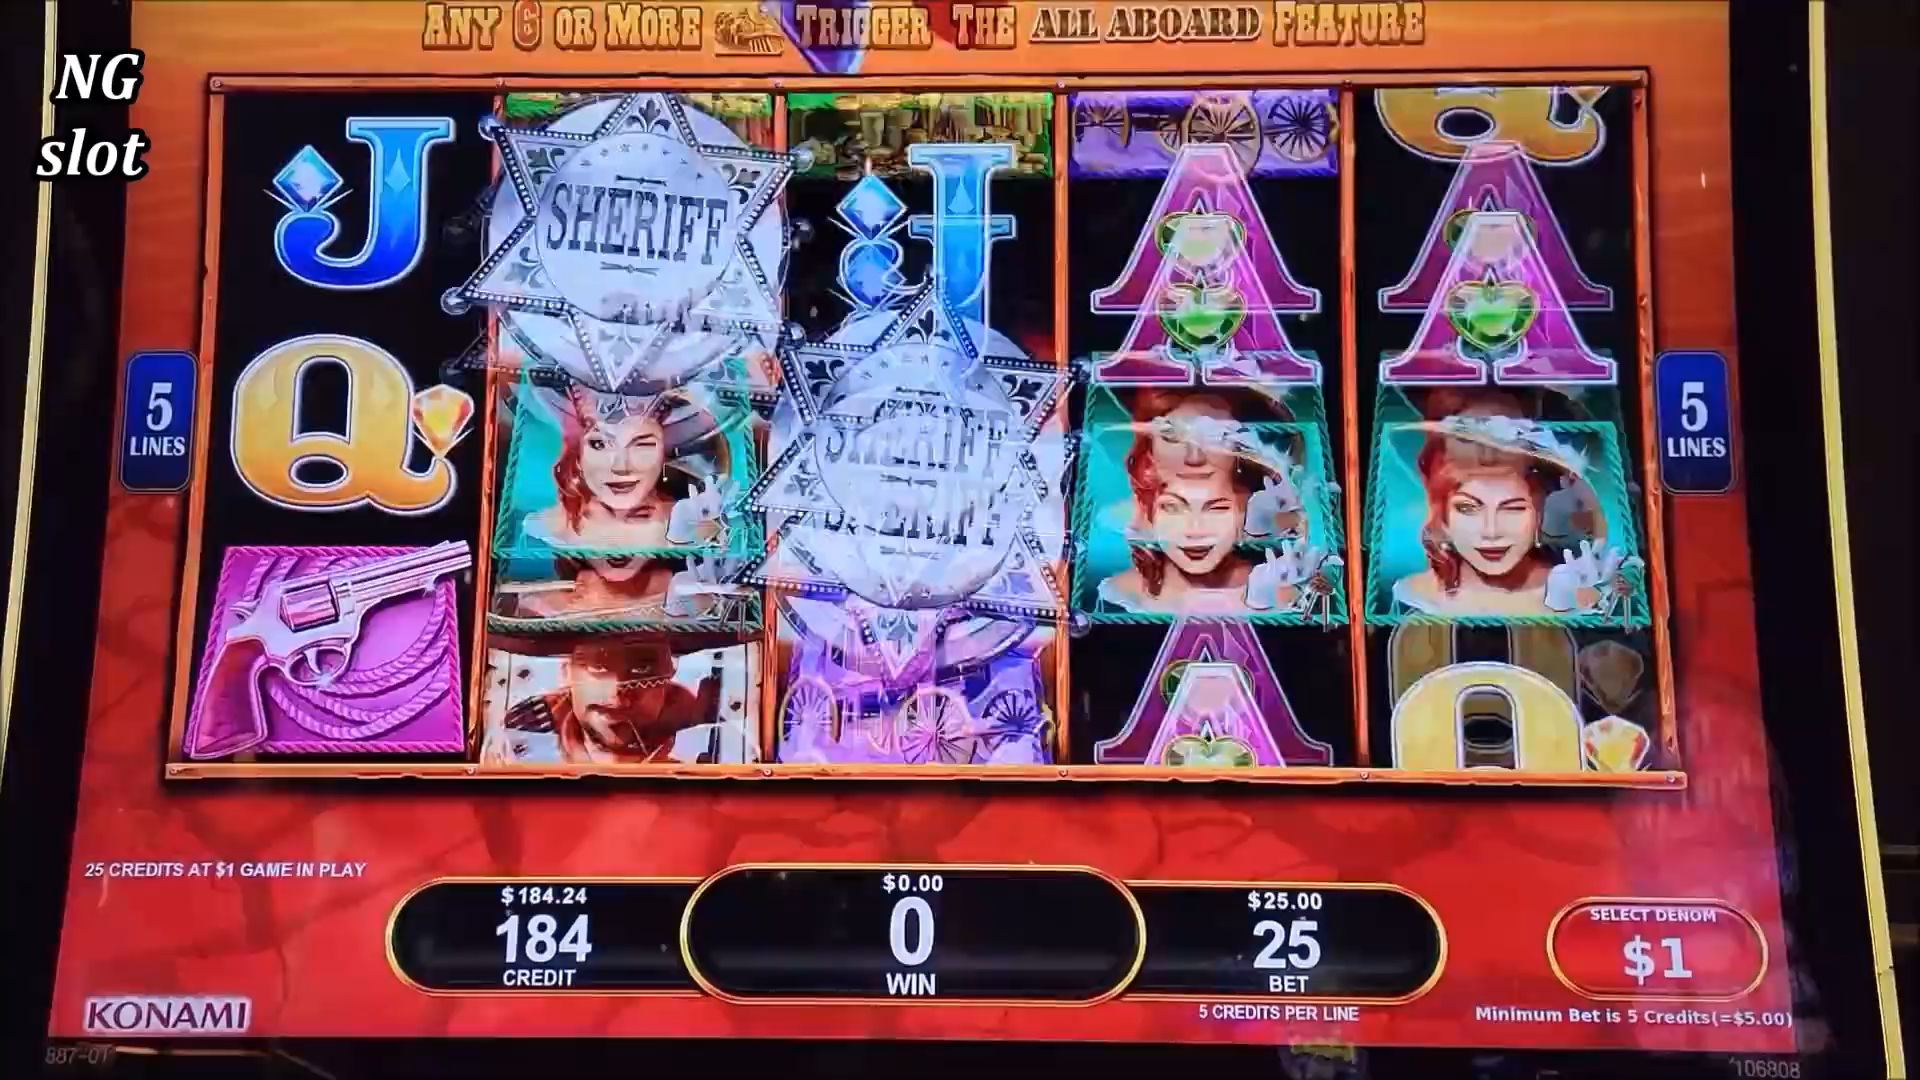 ANY 6 OR MORE TRIGGER THE ALL ABOARD FEATURE
NG
slot
J
SHERIFF
J
A
A
Q
Q
SHERIFF
SHERIFF
5
LINES
5
LINES
A
Q
25 CREDITS AT $1 GAME IN PLAY
$184.24
184
CREDIT
$0.00
0
WIN
$25.00
25
BET
5 CREDITS PER LINE
SELECT DENOM
$1
Minimum Bet is 5 Credits(=$5.00)
KONAMI
106808